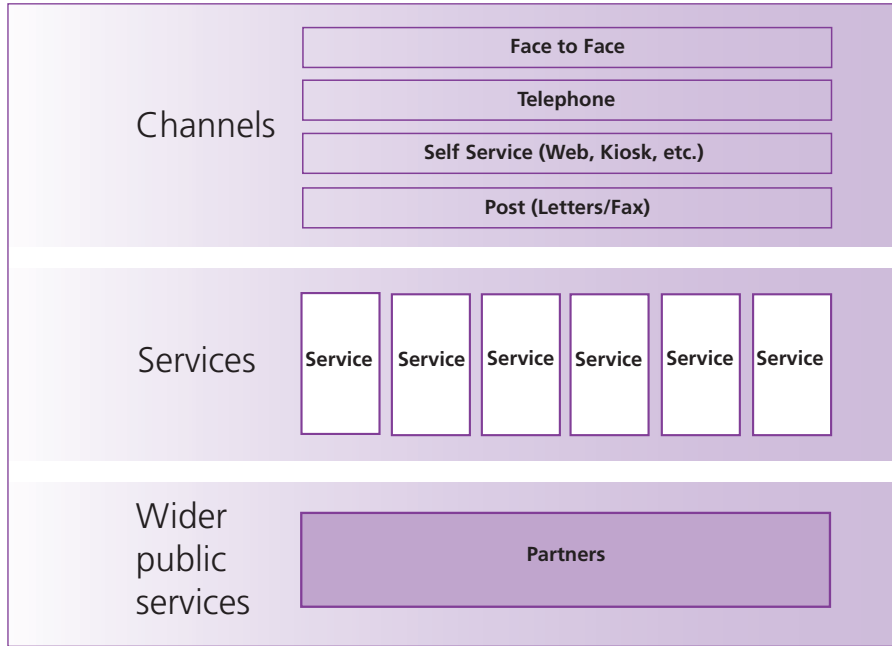 Channels
Face to Face
Telephone
Self Service (Web, Kiosk, etc.)
Post (Letters/Fax)
Services
Service Service Service Service Service Service
Wider
public
services
Partners